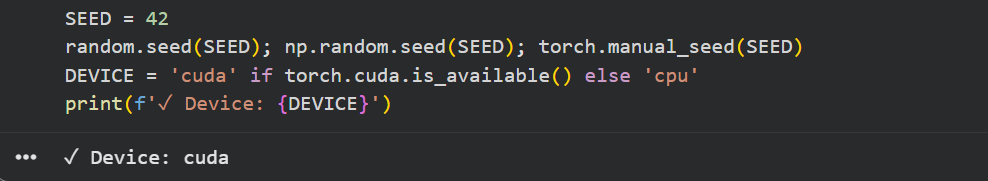 SEED = 42
random.seed(SEED); np.random.seed(SEED); torch.manual_seed(SEED)
DEVICE = 'cuda' if torch.cuda.is_available() else 'cpu'
print(f'✓ Device: {DEVICE}')
••• ✓ Device: cuda